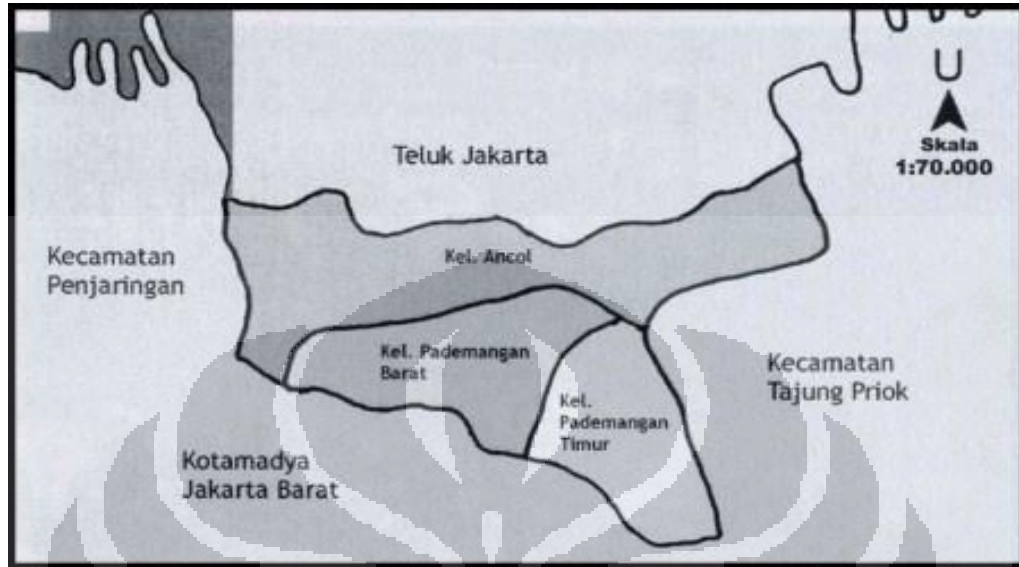 U
Skala
1:70.000
Teluk Jakarta
Kel. Ancol
Kecamatan
Penjaringan
Kel. Pademangan
Barat
Kecamatan
Tajung Priok
Kel.
Pademangan
Timur
Kotamadya
Jakarta Barat